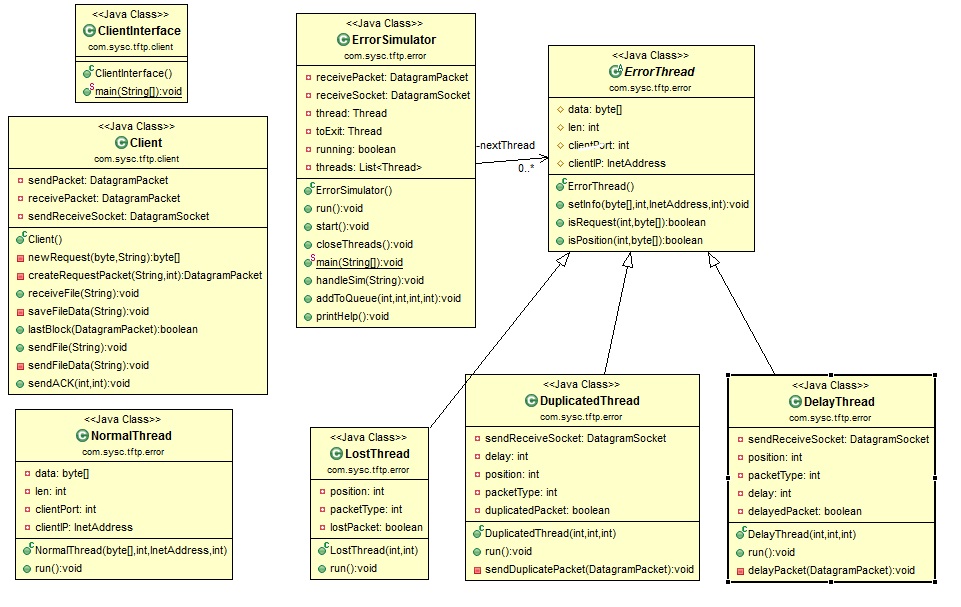 <<Java Class>>
ClientInterface
com.sysc.tftp.client
ClientInterface()
main(String[]):void
<<Java Class>>
Client
com.sysc.tftp.client
sendPacket: DatagramPacket
receivePacket: DatagramPacket
sendReceiveSocket: DatagramSocket
Client()
newRequest(byte,String):byte[]
createRequestPacket(String,int):DatagramPacket
receiveFile(String):void
saveFileData(String):void
lastBlock(DatagramPacket):boolean
sendFile(String):void
sendFileData(String):void
sendACK(int,int):void
<<Java Class>>
NormalThread
com.sysc.tftp.error
data: byte[]
len: int
clientPort: int
clientIP: InetAddress
NormalThread(byte[],int,InetAddress,int)
run():void
<<Java Class>>
ErrorSimulator
com.sysc.tftp.error
receivePacket: DatagramPacket
receiveSocket: DatagramSocket
thread: Thread
toExit: Thread
running: boolean
threads: List<Thread>
ErrorSimulator()
run():void
start():void
closeThreads():void
main(String[]):void
handleSim(String):void
addToQueue(int,int,int,int):void
printHelp():void
-nextThread
0..*
<<Java Class>>
ErrorThread
com.sysc.tftp.error
data: byte[]
len: int
clientPort: int
clientIP: InetAddress
ErrorThread()
setInfo(byte[],int,InetAddress,int):void
isRequest(int,byte[]):boolean
isPosition(int,byte[]):boolean
<<Java Class>>
LostThread
com.sysc.tftp.error
position: int
packetType: int
lostPacket: boolean
LostThread(int,int)
run():void
<<Java Class>>
DuplicatedThread
com.sysc.tftp.error
sendReceiveSocket: DatagramSocket
delay: int
position: int
packetType: int
duplicatedPacket: boolean
DuplicatedThread(int,int,int)
run():void
sendDuplicatePacket(DatagramPacket):void
<<Java Class>>
DelayThread
com.sysc.tftp.error
sendReceiveSocket: DatagramSocket
position: int
packetType: int
delay: int
delayedPacket: boolean
DelayThread(int,int,int)
run():void
delayPacket(DatagramPacket):void